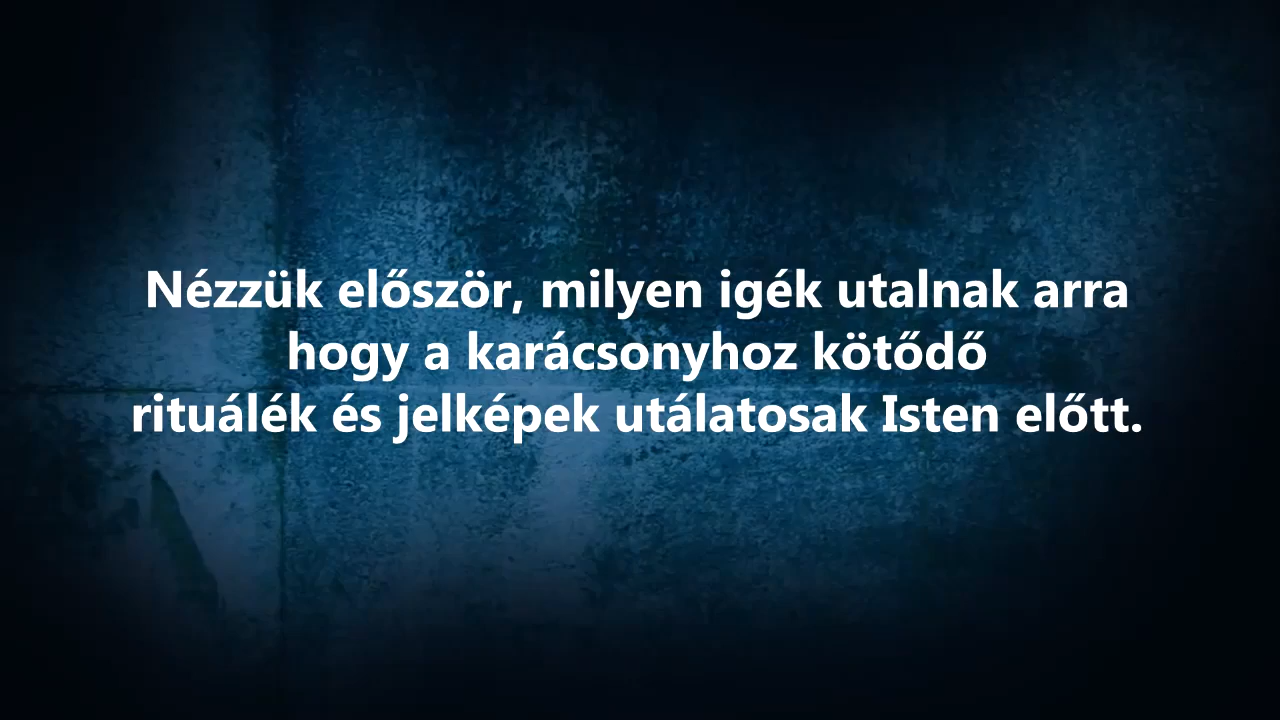 Nézzük először, milyen igék utalnak arra
hogy a karácsonyhoz kötődő
rituálék és jelképek utálatosak Isten előtt.